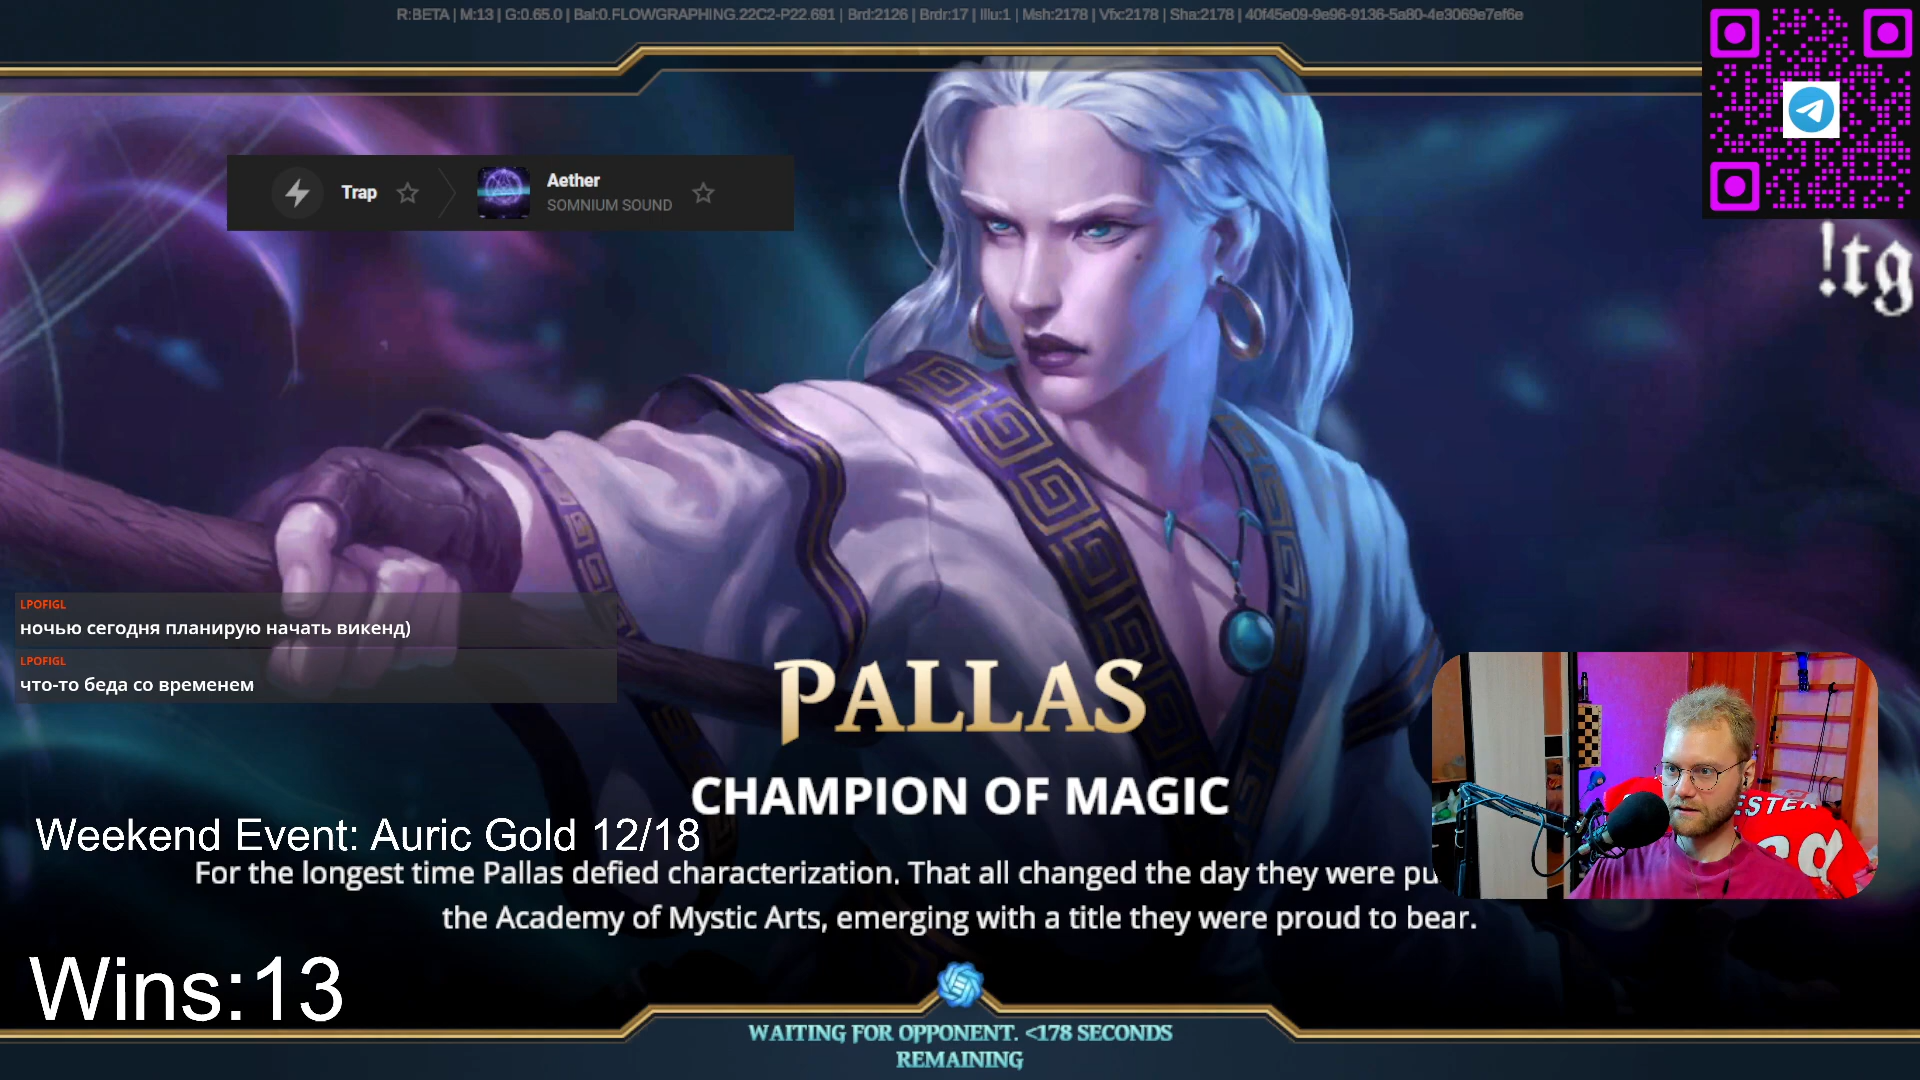 R:BETA | M:13 | G:0.65.0 | Bal:0.FLOWGRAPHING.22C2-P22.691 | Brd:2126 | Brdr:17 | Illu:1 | Msh:2178 | Vfx:2178 | Sha:2178 | 40f45e09-9e96-9136-5a80-4e3069e7ef6e
Trap
Aether
SOMNIUM SOUND
!tg
LPOFIGL
ночью сегодня планирую начать викенд)
LPOFIGL
что-то беда со временем
PALLAS
CHAMPION OF MAGIC
Weekend Event: Auric Gold 12/18
For the longest time Pallas defied characterization. That all changed the day they were pu
the Academy of Mystic Arts, emerging with a title they were proud to bear.
Wins:13
WAITING FOR OPPONENT. <178 SECONDS
REMAINING